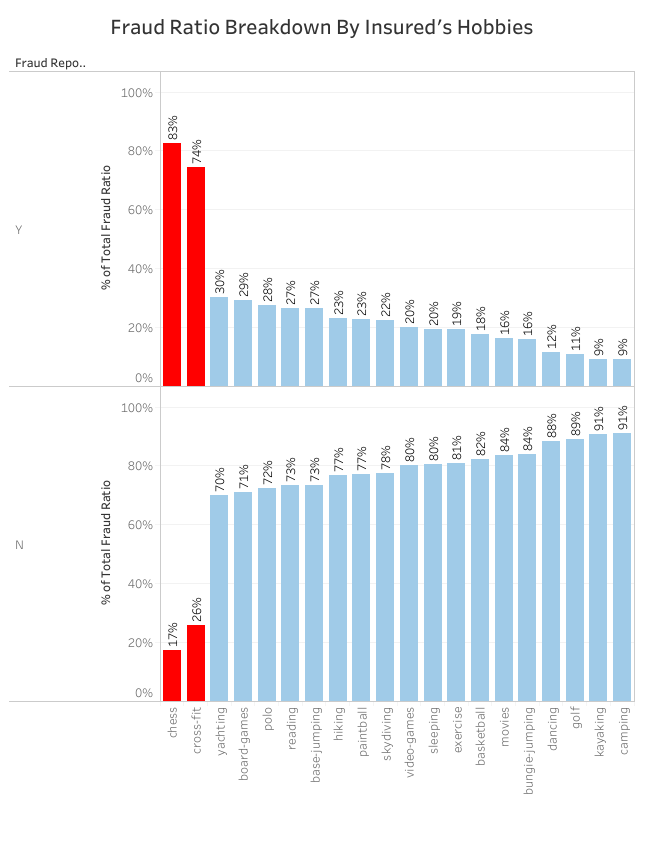 Fraud Ratio Breakdown By Insured's Hobbies
Fraud Repo..
Y
% of Total Fraud Ratio
100%
80%
60%
40%
20%
0%
83%
74%
30%
29%
28%
27%
27%
23%
23%
22%
20%
20%
19%
18%
16%
16%
12%
11%
9%
9%
N
% of Total Fraud Ratio
100%
80%
60%
40%
20%
0%
17%
26%
70%
71%
72%
73%
73%
77%
77%
78%
80%
80%
81%
82%
84%
84%
88%
89%
91%
91%
chess
cross-fit
yachting
board-games
polo
reading
base-jumping
hiking
paintball
skydiving
video-games
sleeping
exercise
basketball
movies
bungie-jumping
dancing
golf
kayaking
camping